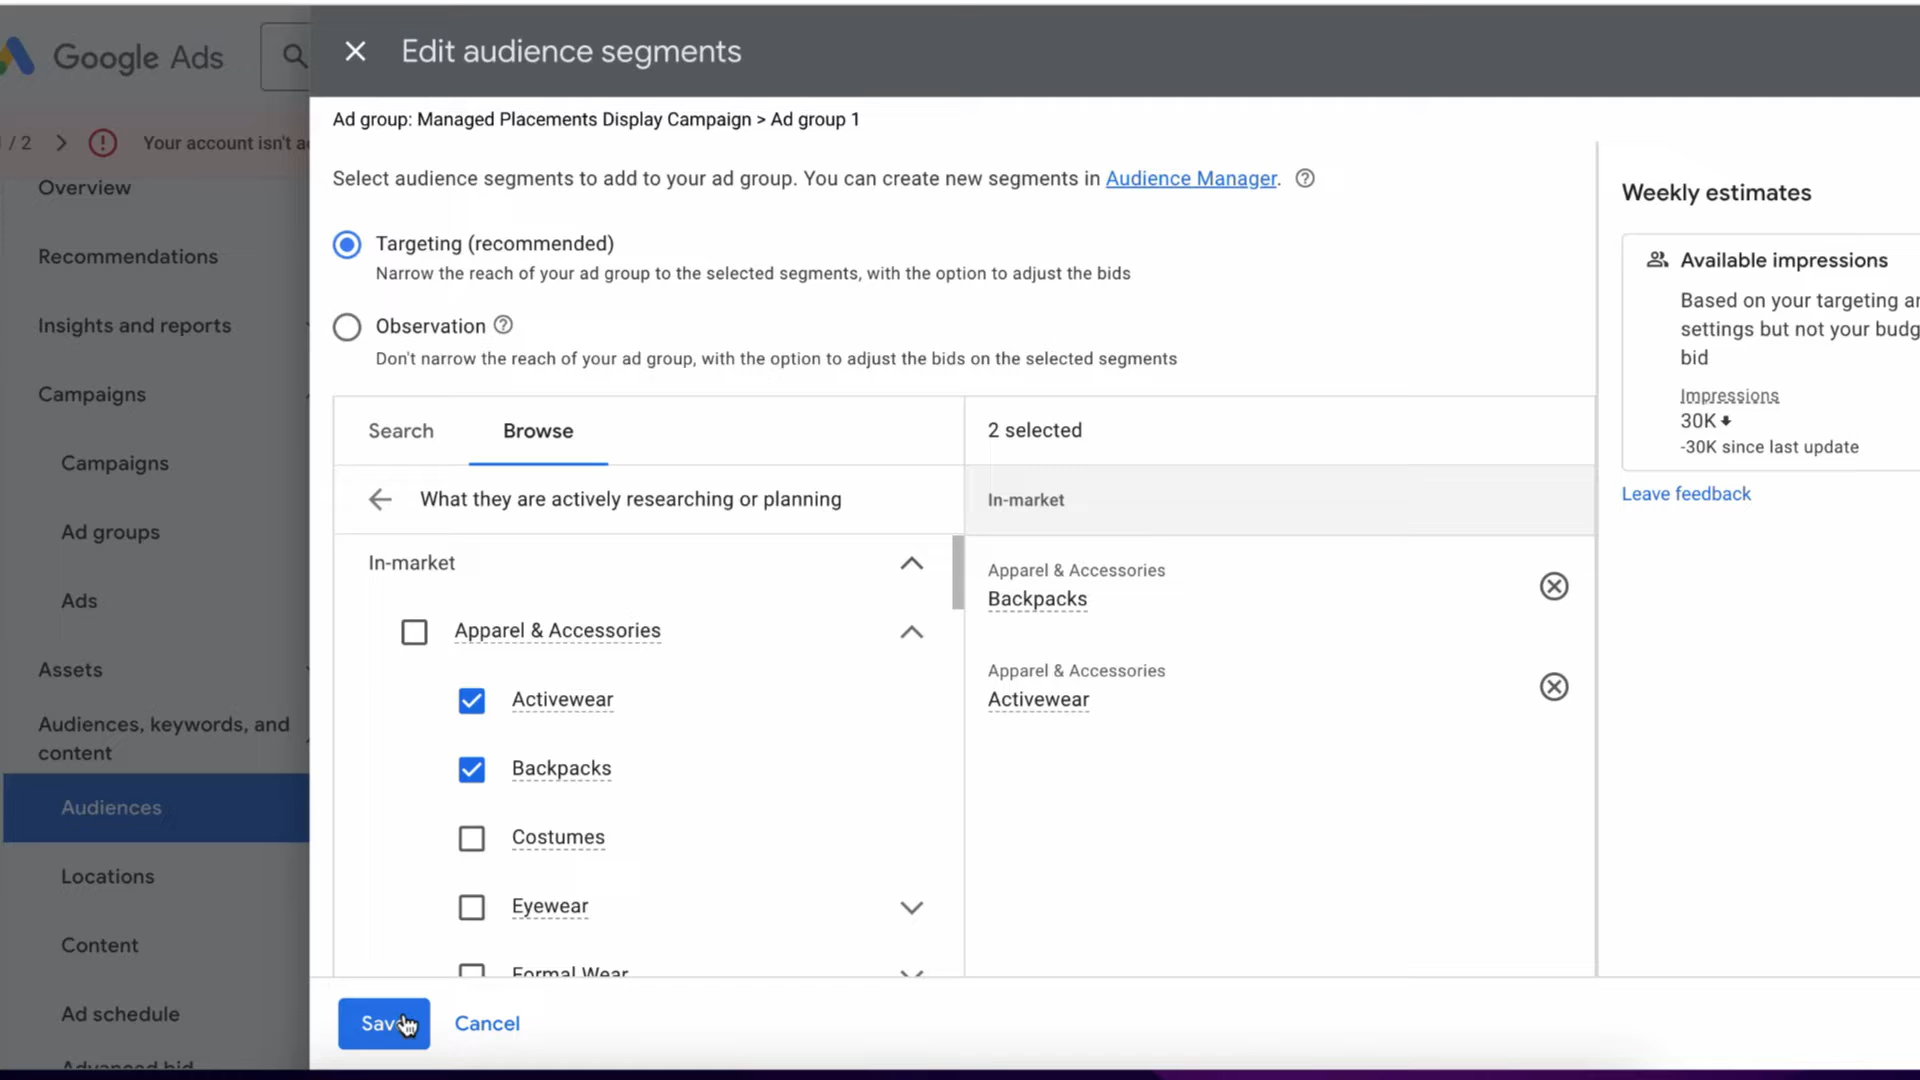 Google Ads
Edit audience segments
/ 2
Your account isn't a
Overview
Recommendations
Insights and reports
Campaigns
Campaigns
Ad groups
Ads
Assets
Audiences, keywords, and
content
Audiences
Locations
Content
Ad schedule
Advanced bid
Ad group: Managed Placements Display Campaign > Ad group 1
Select audience segments to add to your ad group. You can create new segments in Audience Manager.
Targeting (recommended)
Narrow the reach of your ad group to the selected segments, with the option to adjust the bids
Observation
Don't narrow the reach of your ad group, with the option to adjust the bids on the selected segments
Search Browse
What they are actively researching or planning
In-market
Apparel & Accessories
Activewear
Backpacks
Costumes
Eyewear
Formal Wear
2 selected
In-market
Apparel & Accessories
Backpacks
Apparel & Accessories
Activewear
Save Cancel
Weekly estimates
Available impressions
Based on your targeting
settings but not your
bid
Impressions
30K
-30K since last update
Leave feedback